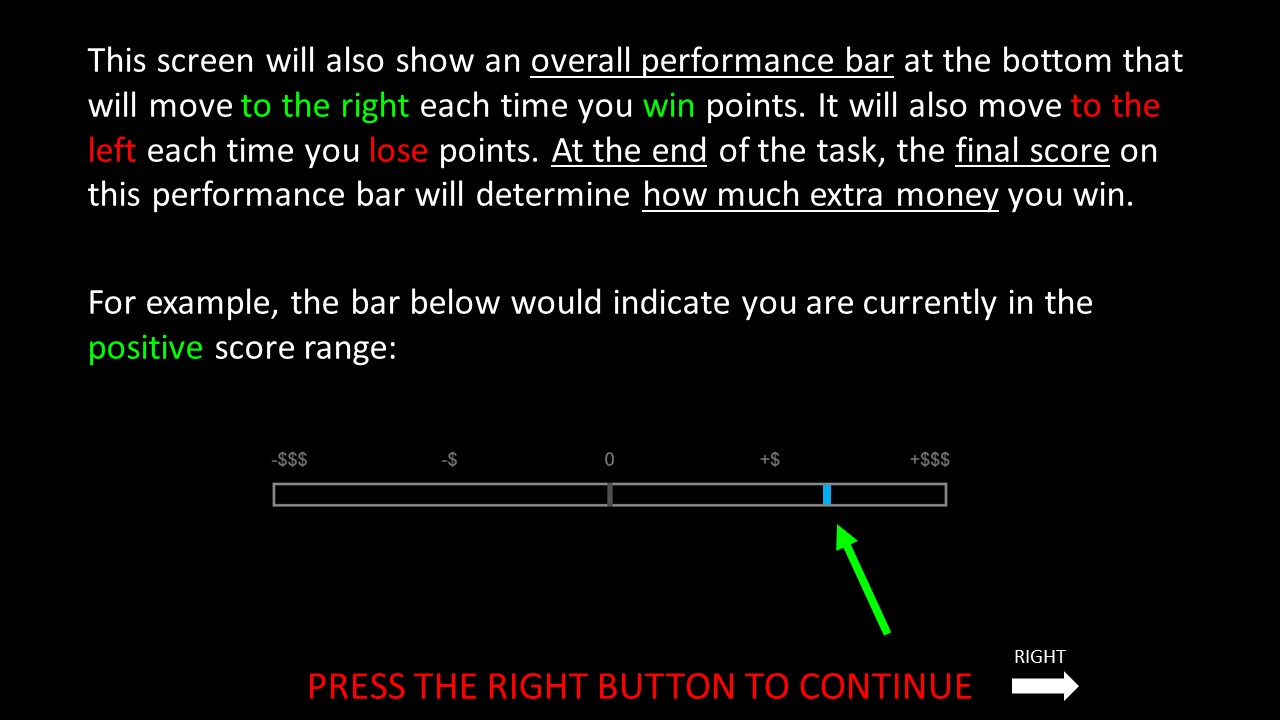 This screen will also show an overall performance bar at the bottom that
will move to the right each time you win points. It will also move to the
left each time you lose points. At the end of the task, the final score on
this performance bar will determine how much extra money you win.
For example, the bar below would indicate you are currently in the
positive score range:
-$$$ -$ 0 +$ +$$$
RIGHT
PRESS THE RIGHT BUTTON TO CONTINUE